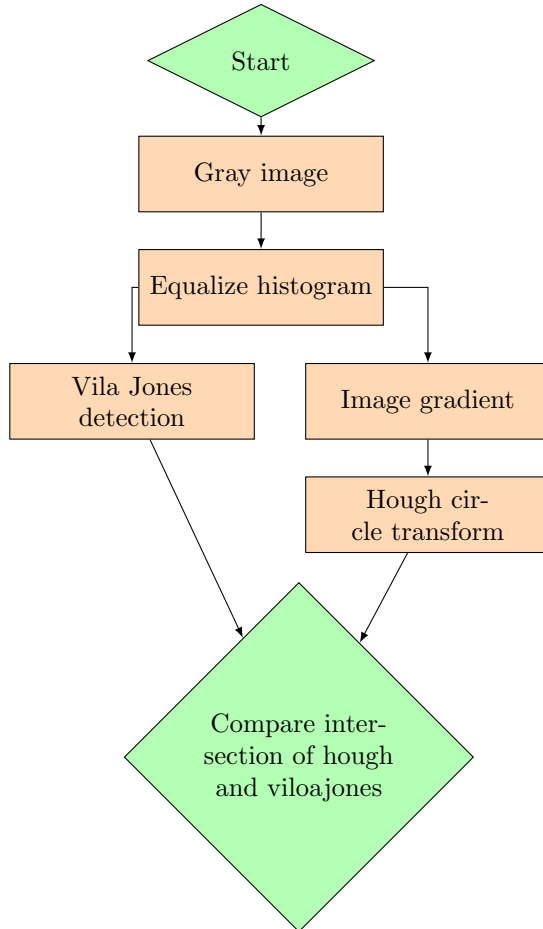 Start
Gray image
Equalize histogram
Vila Jones
detection
Image gradient
Hough cir-
cle transform
Compare inter-
section of hough
and viloajones